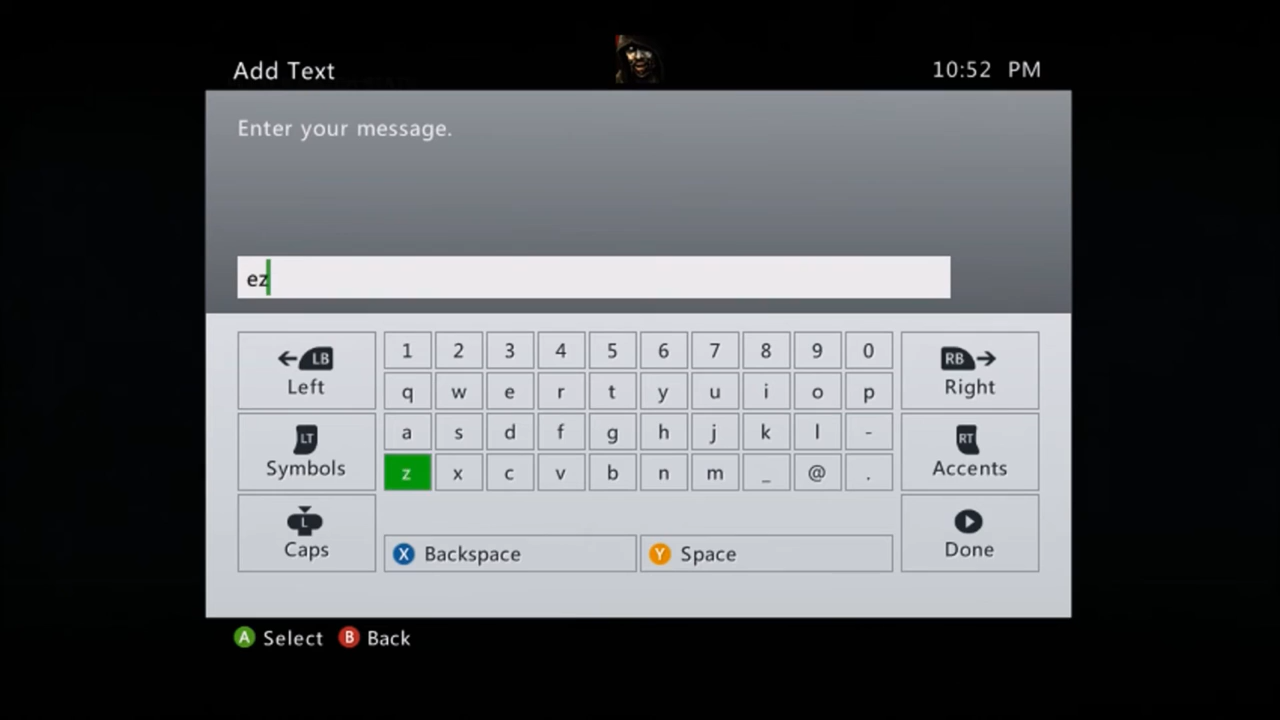 Add Text
10:52 PM
Enter your message.
ez
LB
Left
1 2 3 4 5 6 7 8 9 0
RB
Right
q w e r t y u i o p
LT
Symbols
a s d f g h j k l -
RT
Accents
z x c v b n m _ @ .
L
Caps
X Backspace
Y Space
Done
A Select B Back